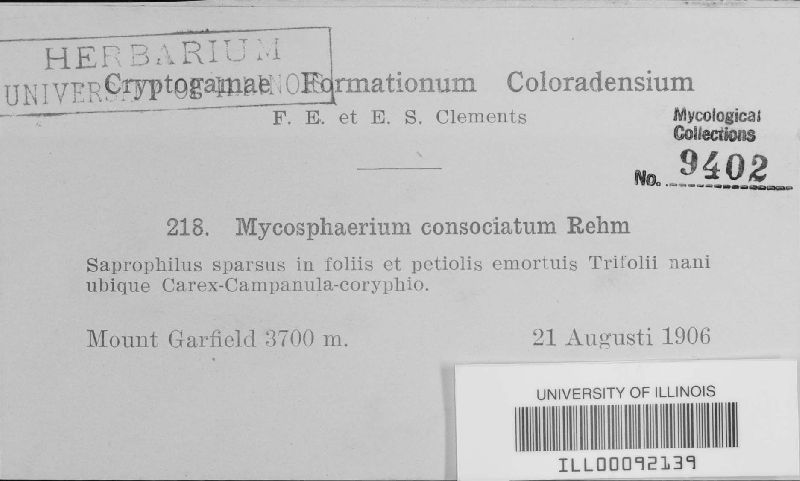 HERBARIUM
UNIVERSITY OF ILLINOIS
Cryptogamae Formationum Coloradensium
F. E. et E. S. Clements
Mycological
Collections
No. 9402
218. Mycosphaerium consociatum Rehm
Saprophilus sparsus in foliis et petiolis emortuis Trifolii nani
ubique Carex-Campanula-coryphio.
Mount Garfield 3700 m.
21 Augusti 1906
UNIVERSITY OF ILLINOIS
ILL00092139